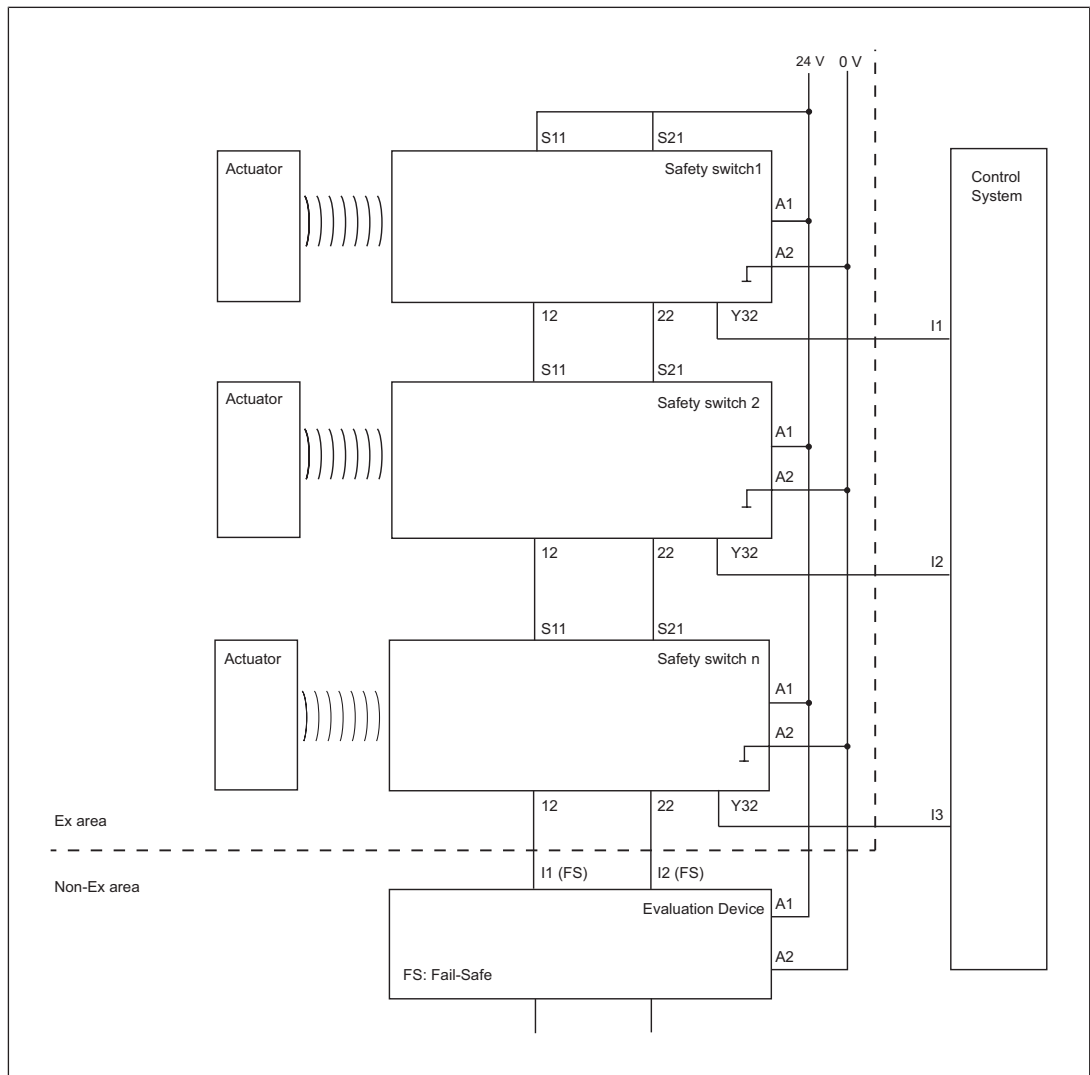 24 V 0 V
S11 S21
Actuator
Safety switch1
Control
System
A1
A2
12 22 Y32
I1
S11 S21
Actuator
Safety switch 2
A1
A2
12 22 Y32
I2
S11 S21
Actuator
Safety switch n
A1
A2
12 22 Y32
I3
Ex area
Non-Ex area
I1 (FS) I2 (FS)
Evaluation Device
A1
A2
FS: Fail-Safe